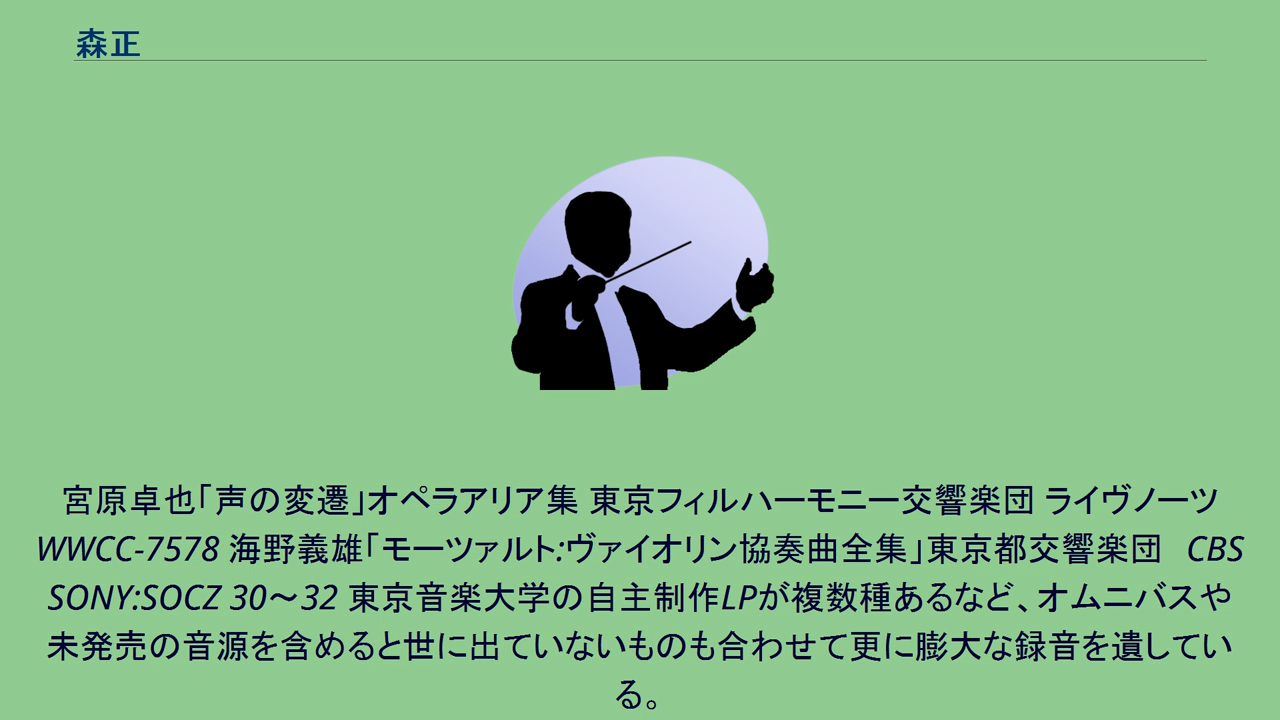 森正
宮原卓也｢声の変遷｣オペラアリア集 東京フィルハーモニー交響楽団 ライヴノーツ
WWCC-7578 海野義雄｢モーツァルト:ヴァイオリン協奏曲全集｣東京都交響楽団　CBS
SONY:SOCZ 30〜32 東京音楽大学の自主制作LPが複数種あるなど、オムニバスや
未発売の音源を含めると世に出ていないものも合わせて更に膨大な録音を遺してい
る。